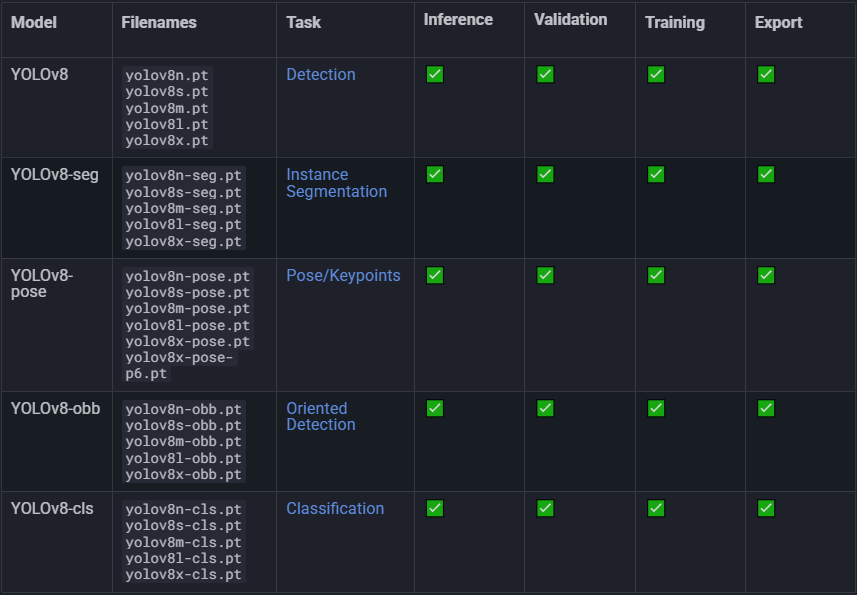 Model Filenames Task Inference Validation Training Export
YOLOv8 yolov8n.pt Detection ✅ ✅ ✅ ✅
yolov8s.pt
yolov8m.pt
yolov8l.pt
yolov8x.pt
YOLOv8-seg yolov8n-seg.pt Instance ✅ ✅ ✅ ✅
yolov8s-seg.pt Segmentation
yolov8m-seg.pt
yolov8l-seg.pt
yolov8x-seg.pt
YOLOv8- yolov8n-pose.pt Pose/Keypoints ✅ ✅ ✅ ✅
pose yolov8s-pose.pt
yolov8m-pose.pt
yolov8l-pose.pt
yolov8x-pose.pt
yolov8x-pose-
p6.pt
YOLOv8-obb yolov8n-obb.pt Oriented ✅ ✅ ✅ ✅
yolov8s-obb.pt Detection
yolov8m-obb.pt
yolov8l-obb.pt
yolov8x-obb.pt
YOLOv8-cls yolov8n-cls.pt Classification ✅ ✅ ✅ ✅
yolov8s-cls.pt
yolov8m-cls.pt
yolov8l-cls.pt
yolov8x-cls.pt